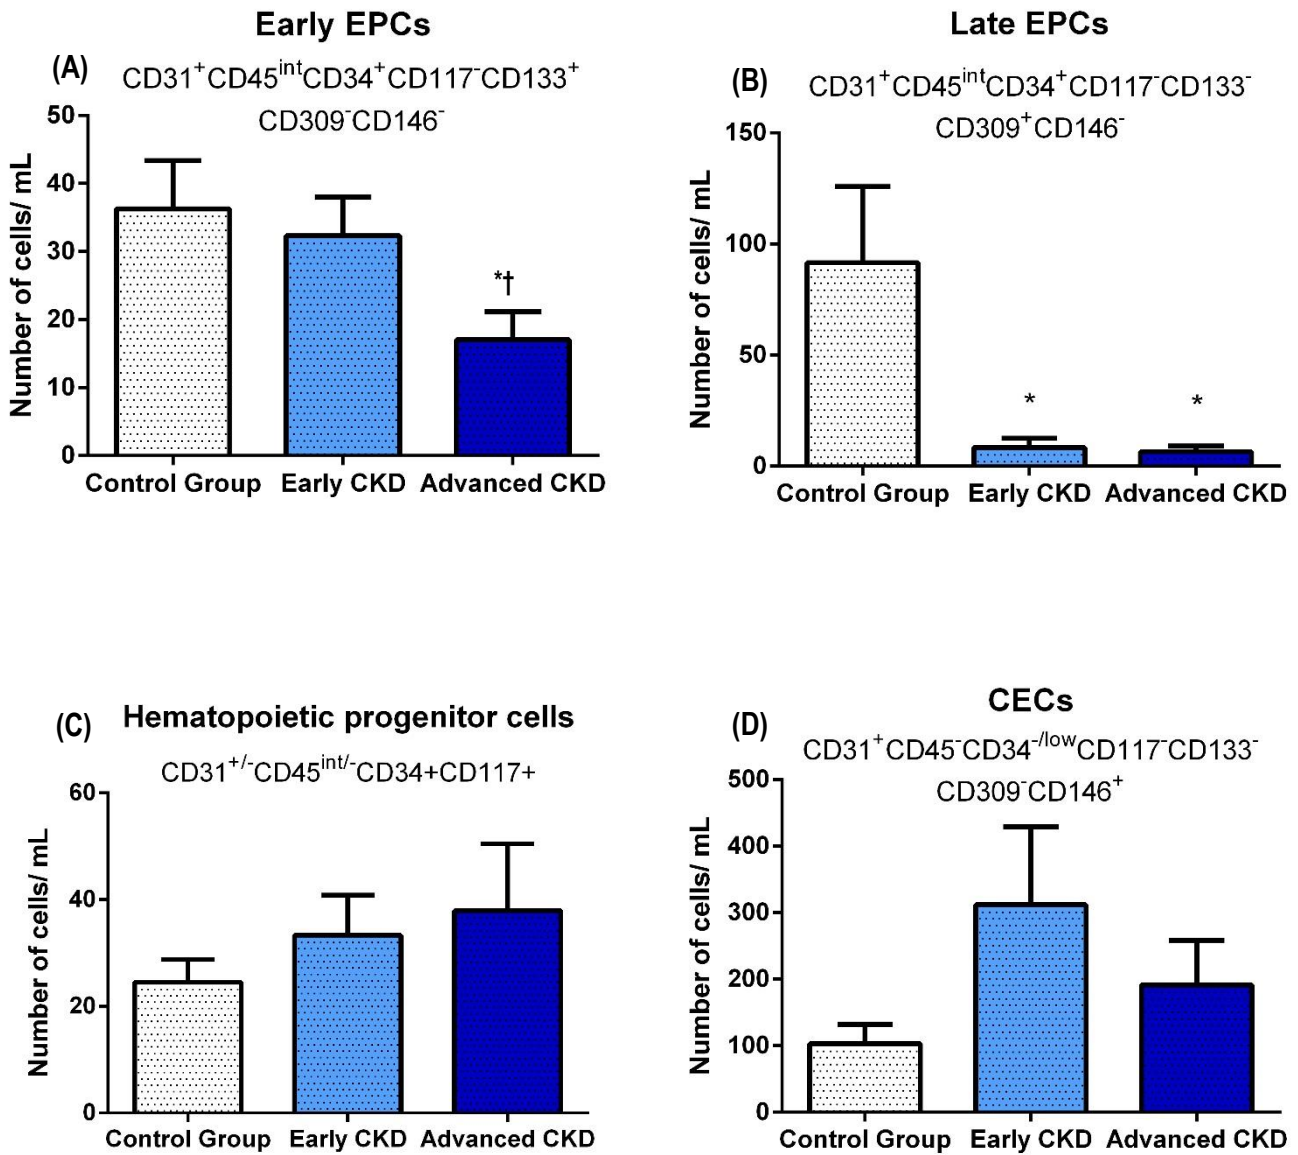 Early EPCs
(A)
CD31⁺CD45ⁱⁿᵗCD34⁺CD117⁻CD133⁺
CD309⁻CD146⁻
Number of cells/ mL
50
40
30
20
10
0
*†
Control Group
Early CKD
Advanced CKD
Late EPCs
(B)
CD31⁺CD45ⁱⁿᵗCD34⁺CD117⁻CD133⁻
CD309⁺CD146⁻
Number of cells/ mL
150
100
50
0
*
*
Control Group
Early CKD
Advanced CKD
(C)
Hematopoietic progenitor cells
CD31⁺/⁻CD45ⁱⁿᵗ/⁻CD34+CD117+
Number of cells/ mL
60
40
20
0
Control Group
Early CKD
Advanced CKD
CECs
(D)
CD31⁺CD45⁻CD34⁻/ˡᵒʷCD117⁻CD133⁻
CD309⁻CD146⁺
Number of cells/ mL
500
400
300
200
100
0
Control Group
Early CKD
Advanced CKD